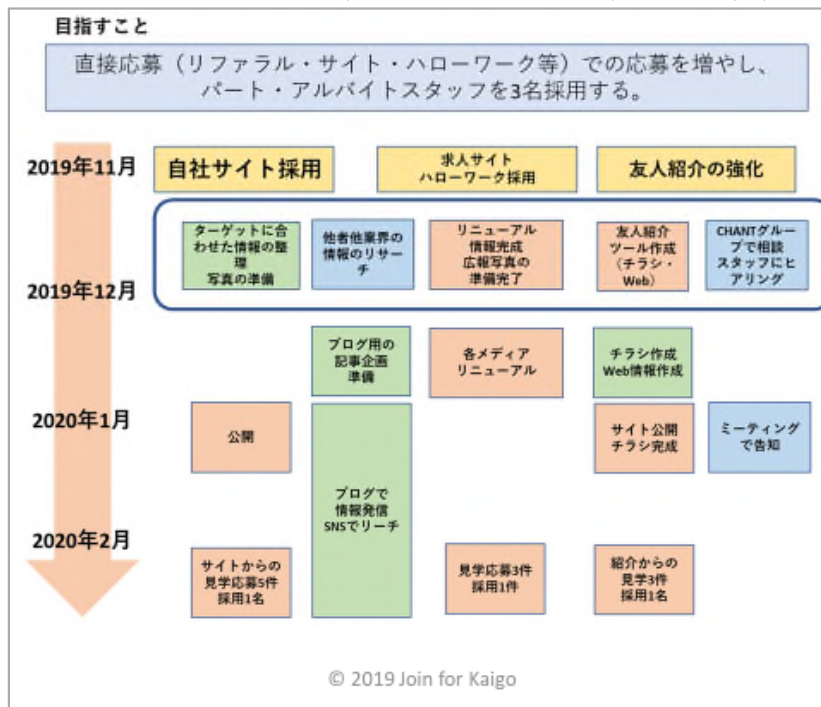 目指すこと
直接応募（リファラル・サイト・ハローワーク等）での応募を増やし、
パート・アルバイトスタッフを3名採用する。
2019年11月
自社サイト採用
求人サイト
ハローワーク採用
友人紹介の強化
ターゲットに合
わせた情報の整
理
写真の準備
他者他業界の
情報のリサー
チ
リニューアル
情報完成
広報写真の
準備完了
友人紹介
ツール作成
（チラシ・
Web）
CHANTグルー
プで相談
スタッフにヒ
アリング
2019年12月
ブログ用の
記事企画
準備
各メディア
リニューアル
チラシ作成
Web情報作成
2020年1月
公開
ブログで
情報発信
SNSでリーチ
サイト公開
チラシ完成
ミーティング
で告知
2020年2月
サイトからの
見学応募5件
採用1名
見学応募3件
採用1件
紹介からの
見学3件
採用1名
© 2019 Join for Kaigo